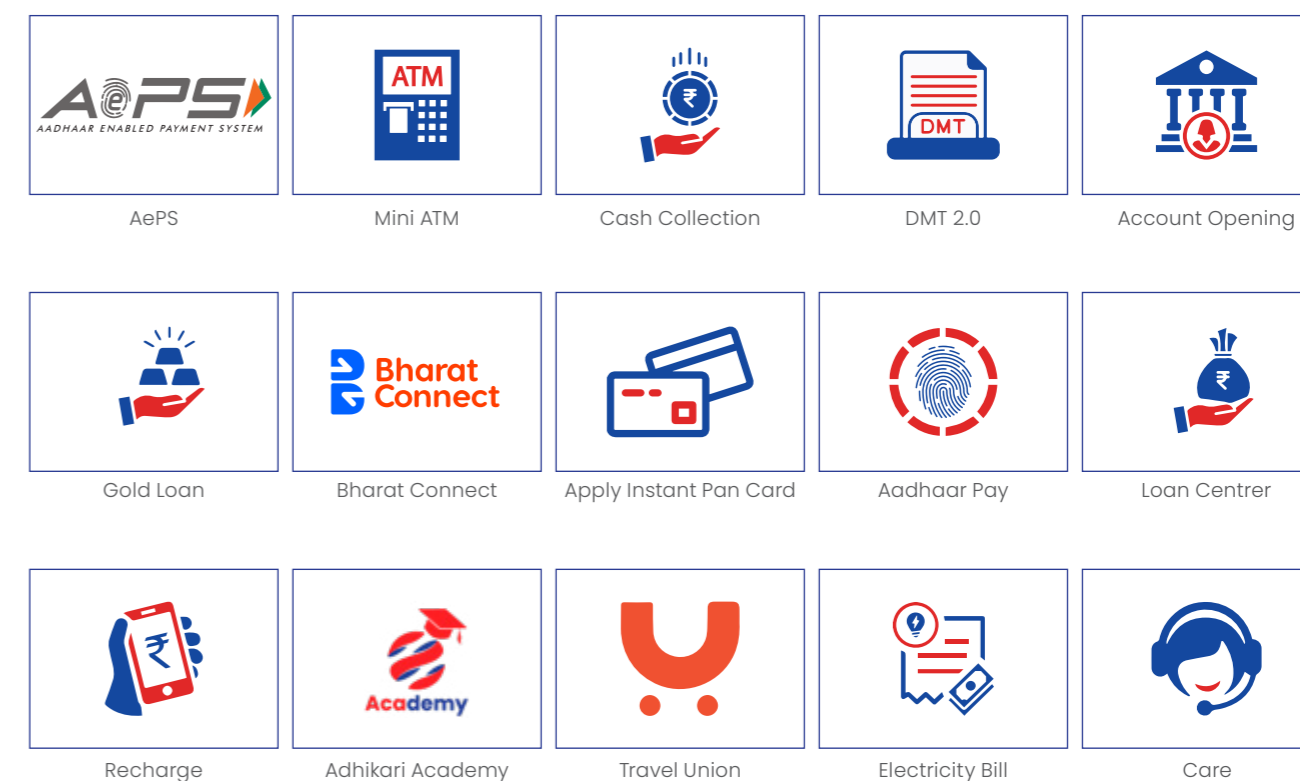 AePS
AADHAAR ENABLED PAYMENT SYSTEM
ATM
₹
DMT
AePS
Mini ATM
Cash Collection
DMT 2.0
Account Opening
Bharat
Connect
₹
Gold Loan
Bharat Connect
Apply Instant Pan Card
Aadhaar Pay
Loan Centrer
₹
Academy
Recharge
Adhikari Academy
Travel Union
Electricity Bill
Care